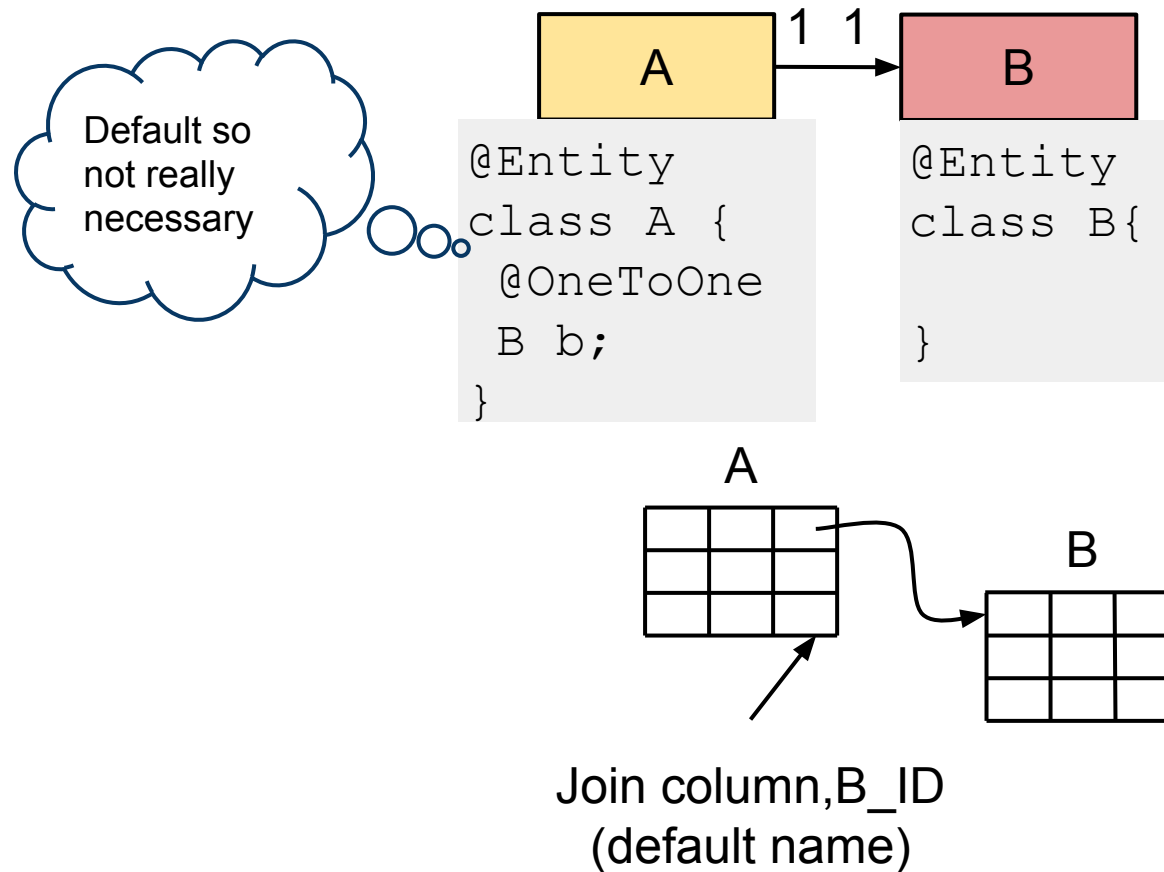 1 1
A
B
Default so
not really
necessary
@Entity
class A {
@OneToOne
B b;
}
@Entity
class B{
}
A
B
Join column,B_ID
(default name)